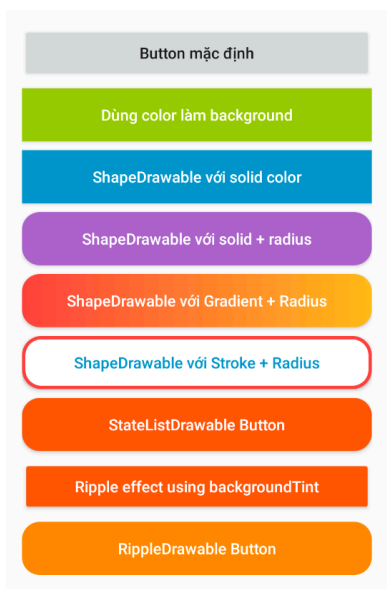 Button mặc định
Dùng color làm background
ShapeDrawable với solid color
ShapeDrawable với solid + radius
ShapeDrawable với Gradient + Radius
ShapeDrawable với Stroke + Radius
StateListDrawable Button
Ripple effect using backgroundTint
RippleDrawable Button